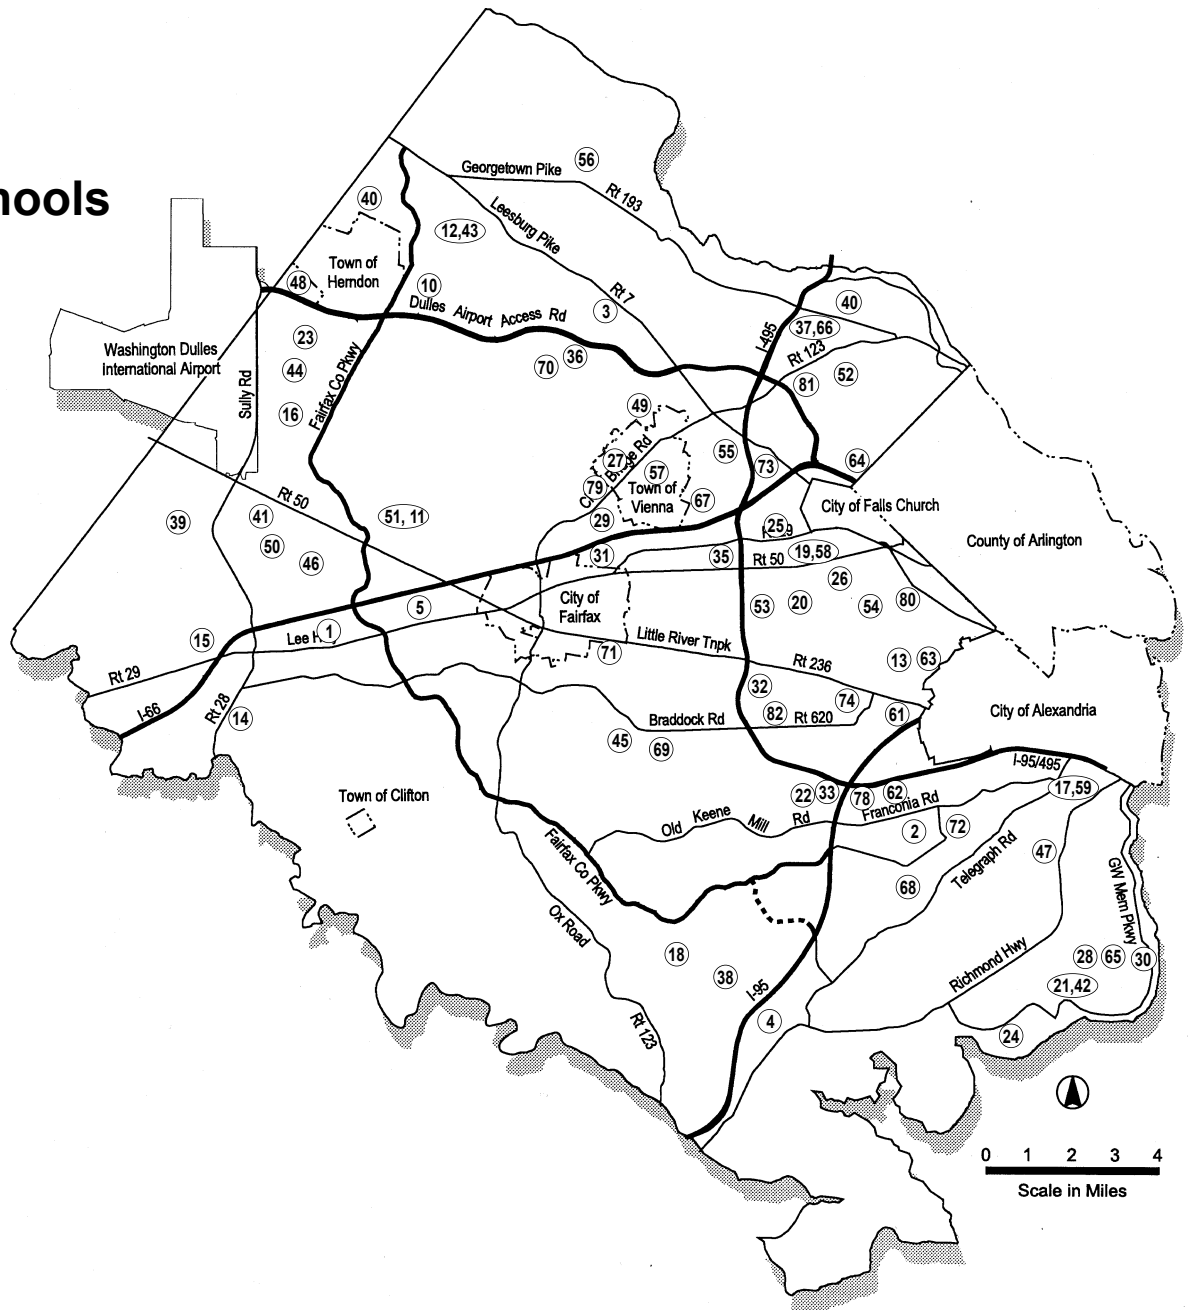 hools
56
Georgetown Pike
Rt 193
40
Leesburg Pike
12,43
Town of
Herndon
48
10
Rt 7
3
Dulles Airport Access Rd
40
37,66
I-495
Rt 123
Washington Dulles
International Airport
23
44
16
Sully Rd
Fairfax Co Pkwy
36
70
81
52
49
27
57
Town of
Vienna
79
55
73
64
67
29
City of Falls Church
Rt 50
39
41
50
46
51, 11
31
35
25
Rt 50
19,58
County of Arlington
26
53
20
54
80
5
City of
Fairfax
15
Lee H
1
Little River Tnpk
71
Rt 236
13
63
Rt 29
I-66
Rt 28
14
32
82
74
61
Braddock Rd
Rt 620
City of Alexandria
45
69
I-95/495
Town of Clifton
22
33
78
62
17,59
Old Keene Mill Rd
Franconia Rd
2
72
Fairfax Co Pkwy
47
Telegraph Rd
68
GW Mem Pkwy
Ox Road
18
38
I-95
Richmond Hwy
28
65
30
21,42
4
24
Rt 123
0 1 2 3 4
Scale in Miles